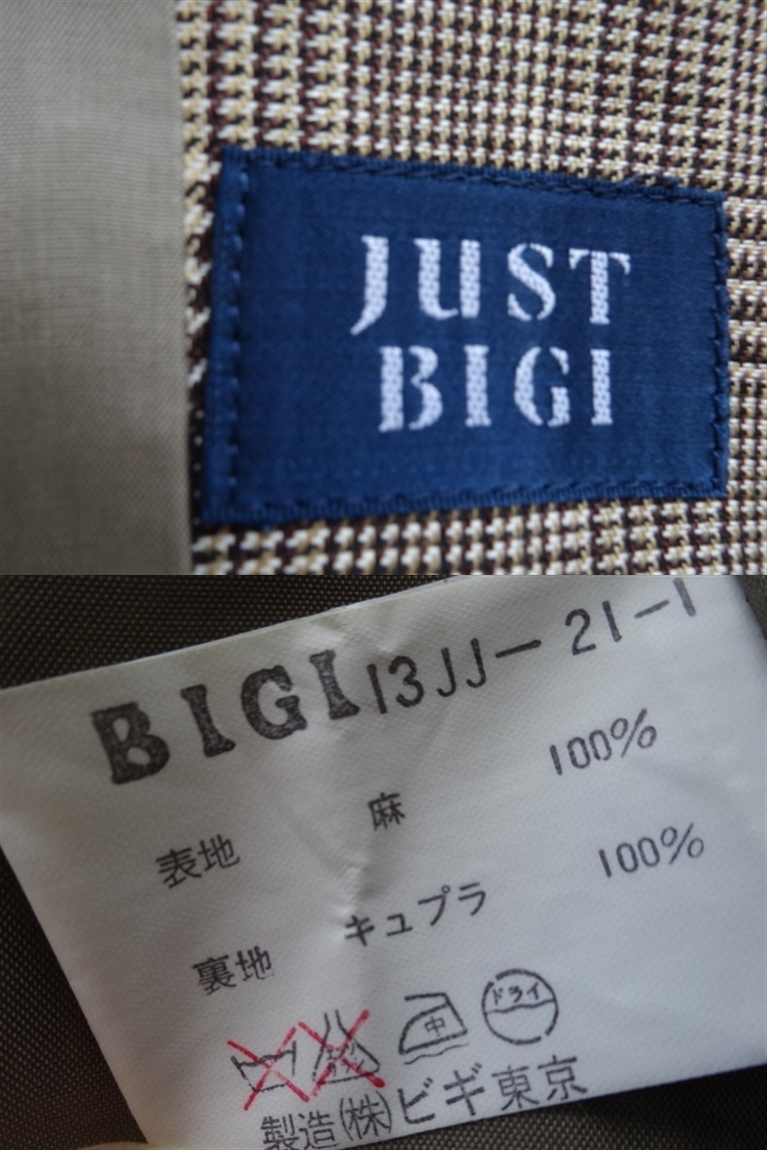 JUST
BIGI
BIGI 13JJ-21-1
表地 麻 100%
裏地 キュプラ 100%
中 ドライ
製造(株)ビギ東京